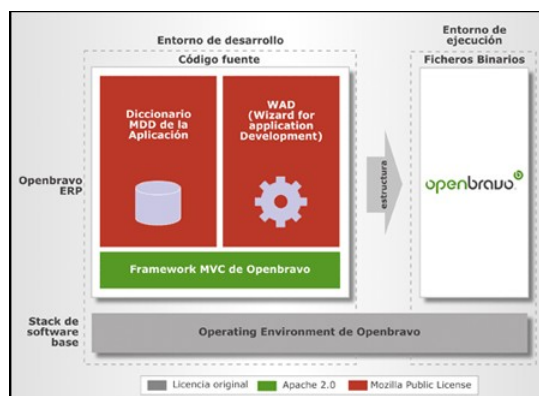 Entorno de desarrollo
Entorno de
ejecución
Código fuente
Ficheros Binarios
Diccionario
MDD de la
Aplicación
WAD
(Wizard for
application
Development)
Openbravo
ERP
estructura
openbravo
Framework MVC de Openbravo
Stack de
software
base
Operating Environment de Openbravo
Licencia original
Apache 2.0
Mozilla Public License